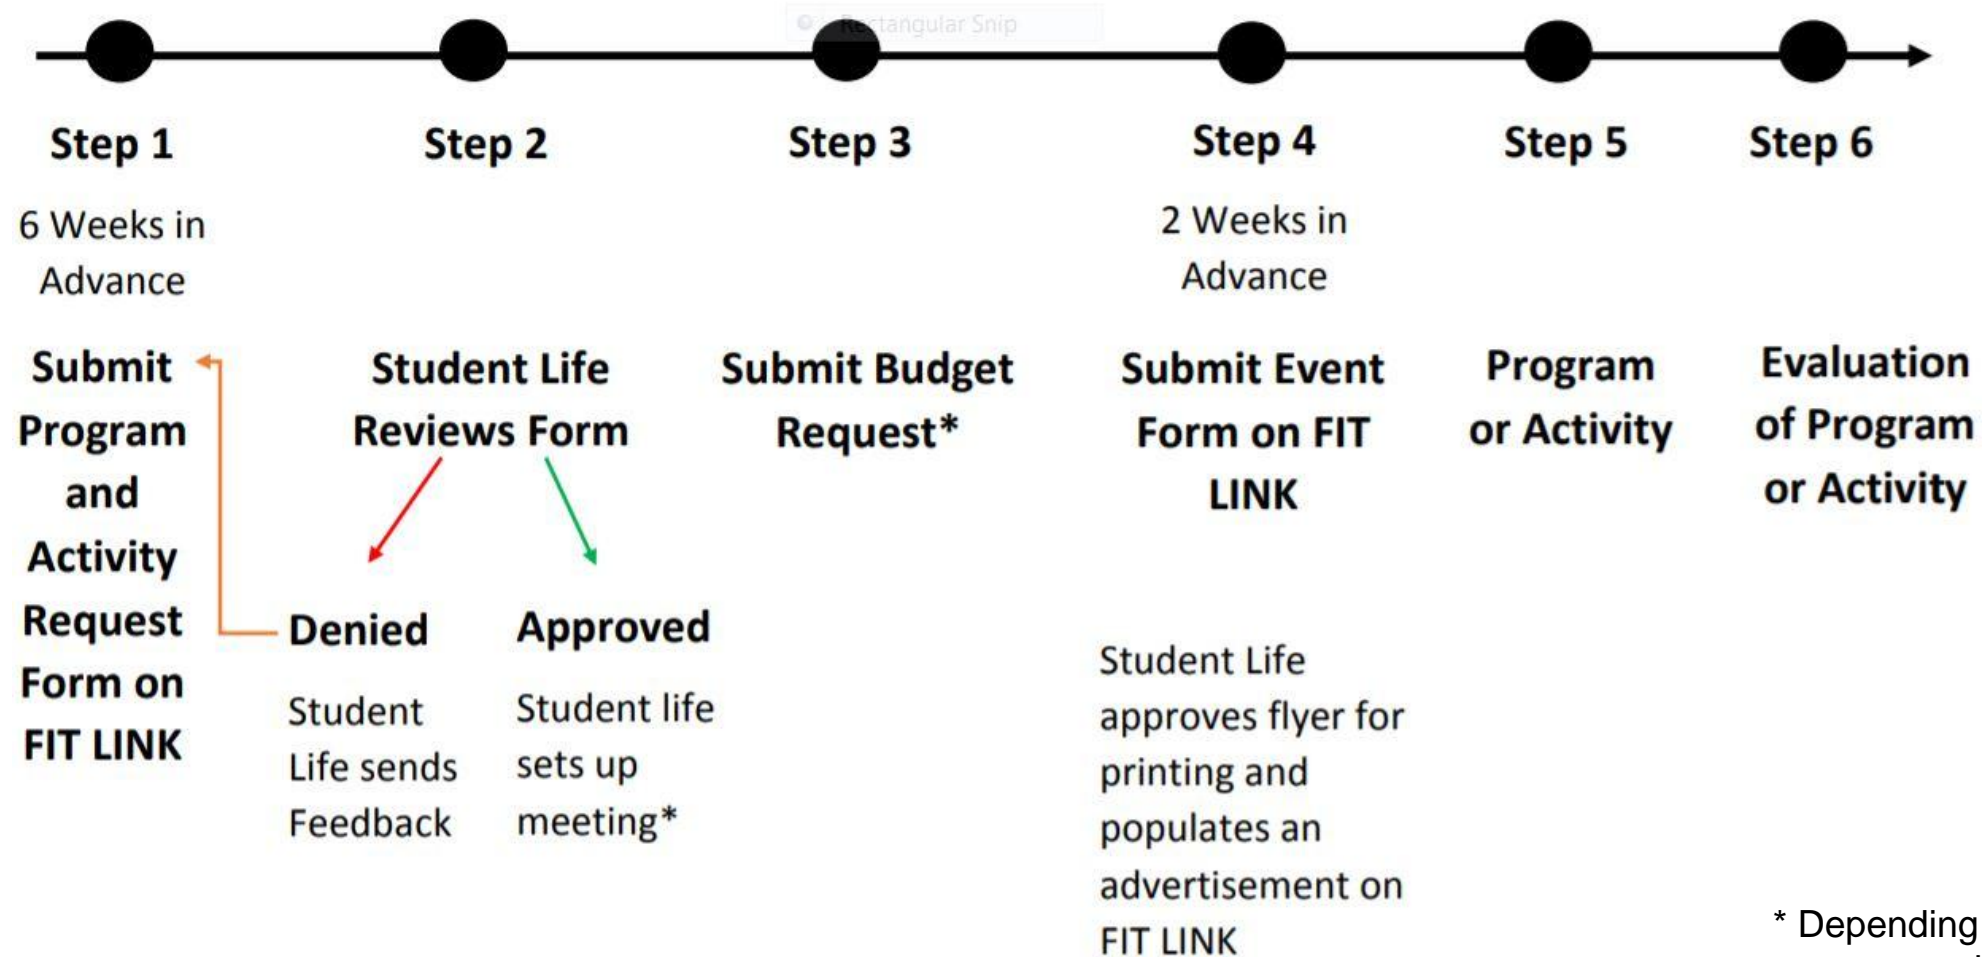 Rectangular Snip
Step 1
Step 2
Step 3
Step 4
Step 5
Step 6
6 Weeks in
Advance
2 Weeks in
Advance
Submit
Program
and
Activity
Request
Form on
FIT LINK
Student Life
Reviews Form
Denied
Student
Life sends
Feedback
Approved
Student life
sets up
meeting*
Submit Budget
Request*
Submit Event
Form on FIT
LINK
Student Life
approves flyer for
printing and
populates an
advertisement on
FIT LINK
Program
or Activity
Evaluation
of Program
or Activity
* Depending